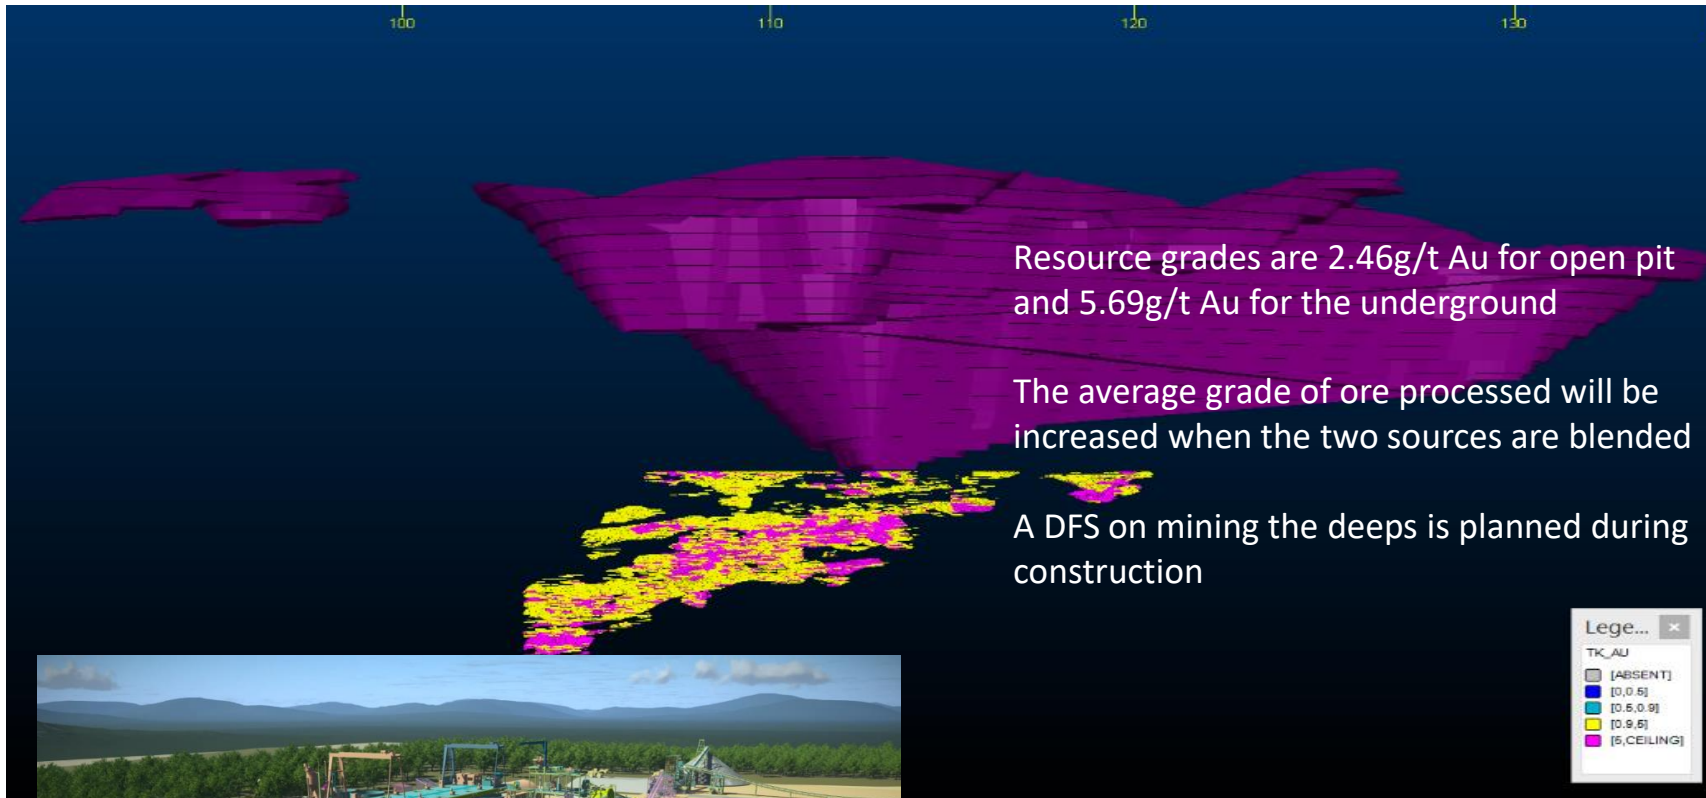 100 110 120 130
Resource grades are 2.46g/t Au for open pit
and 5.69g/t Au for the underground
The average grade of ore processed will be
increased when the two sources are blended
A DFS on mining the deeps is planned during
construction
Lege... ×
TK_AU
[ABSENT]
[0,0.5]
[0.5,0.9]
[0.9,5]
[5,CEILING]